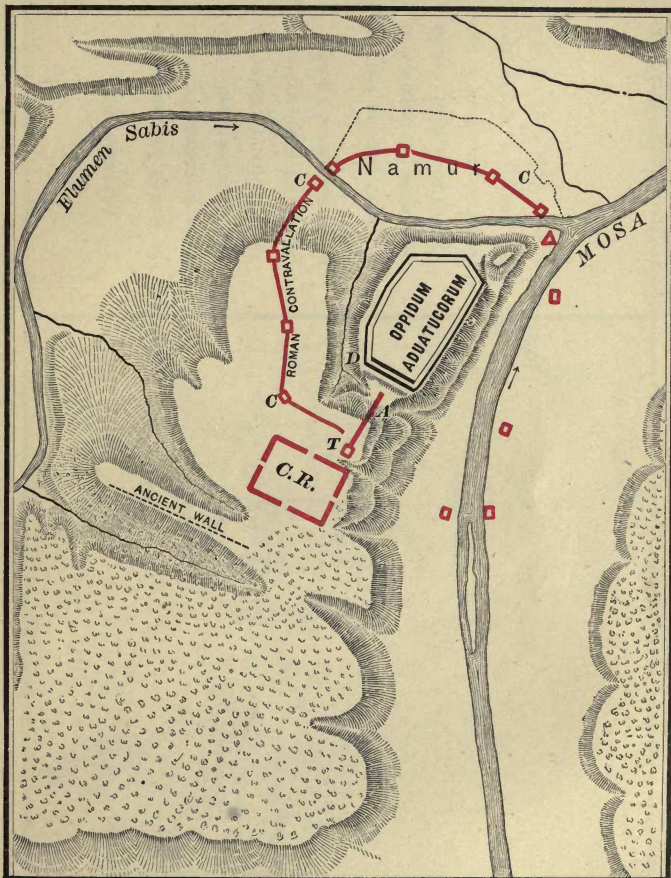 Flumen Sabis
Namur
C
C
MOSA
ROMAN CONTRAVALLATION
OPPIDUM
ADUATUCORUM
D
C
A
T
C.R.
ANCIENT WALL